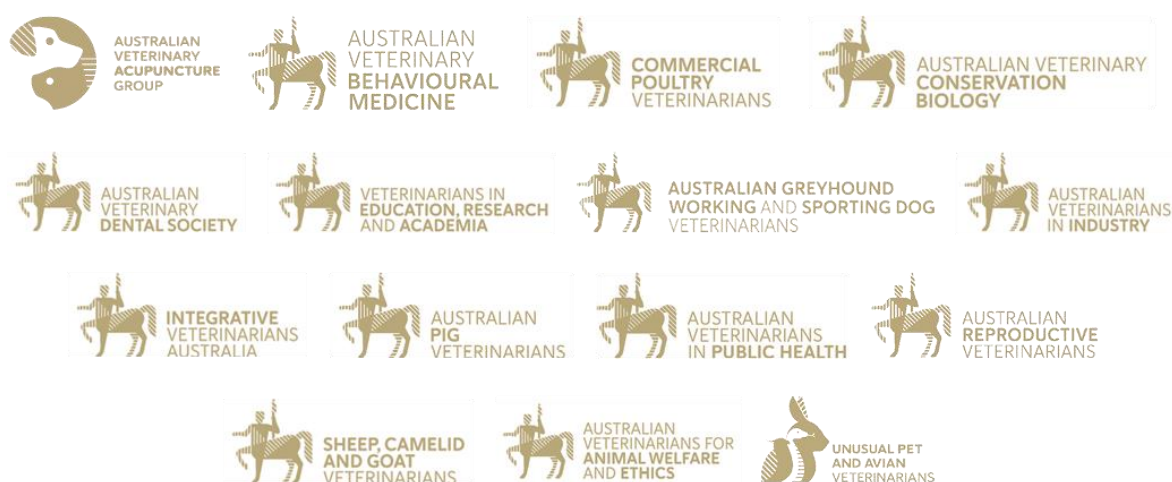 AUSTRALIAN
VETERINARY
ACUPUNCTURE
GROUP
AUSTRALIAN
VETERINARY
BEHAVIOURAL
MEDICINE
COMMERCIAL
POULTRY
VETERINARIANS
AUSTRALIAN VETERINARY
CONSERVATION
BIOLOGY
AUSTRALIAN
VETERINARY
DENTAL SOCIETY
VETERINARIANS IN
EDUCATION, RESEARCH
AND ACADEMIA
AUSTRALIAN GREYHOUND
WORKING AND SPORTING DOG
VETERINARIANS
AUSTRALIAN
VETERINARIANS
IN INDUSTRY
INTEGRATIVE
VETERINARIANS
AUSTRALIA
AUSTRALIAN
PIG
VETERINARIANS
AUSTRALIAN
VETERINARIANS
IN PUBLIC HEALTH
AUSTRALIAN
REPRODUCTIVE
VETERINARIANS
SHEEP, CAMELID
AND GOAT
VETERINARIANS
AUSTRALIAN
VETERINARIANS FOR
ANIMAL WELFARE
AND ETHICS
UNUSUAL PET
AND AVIAN
VETERINARIANS